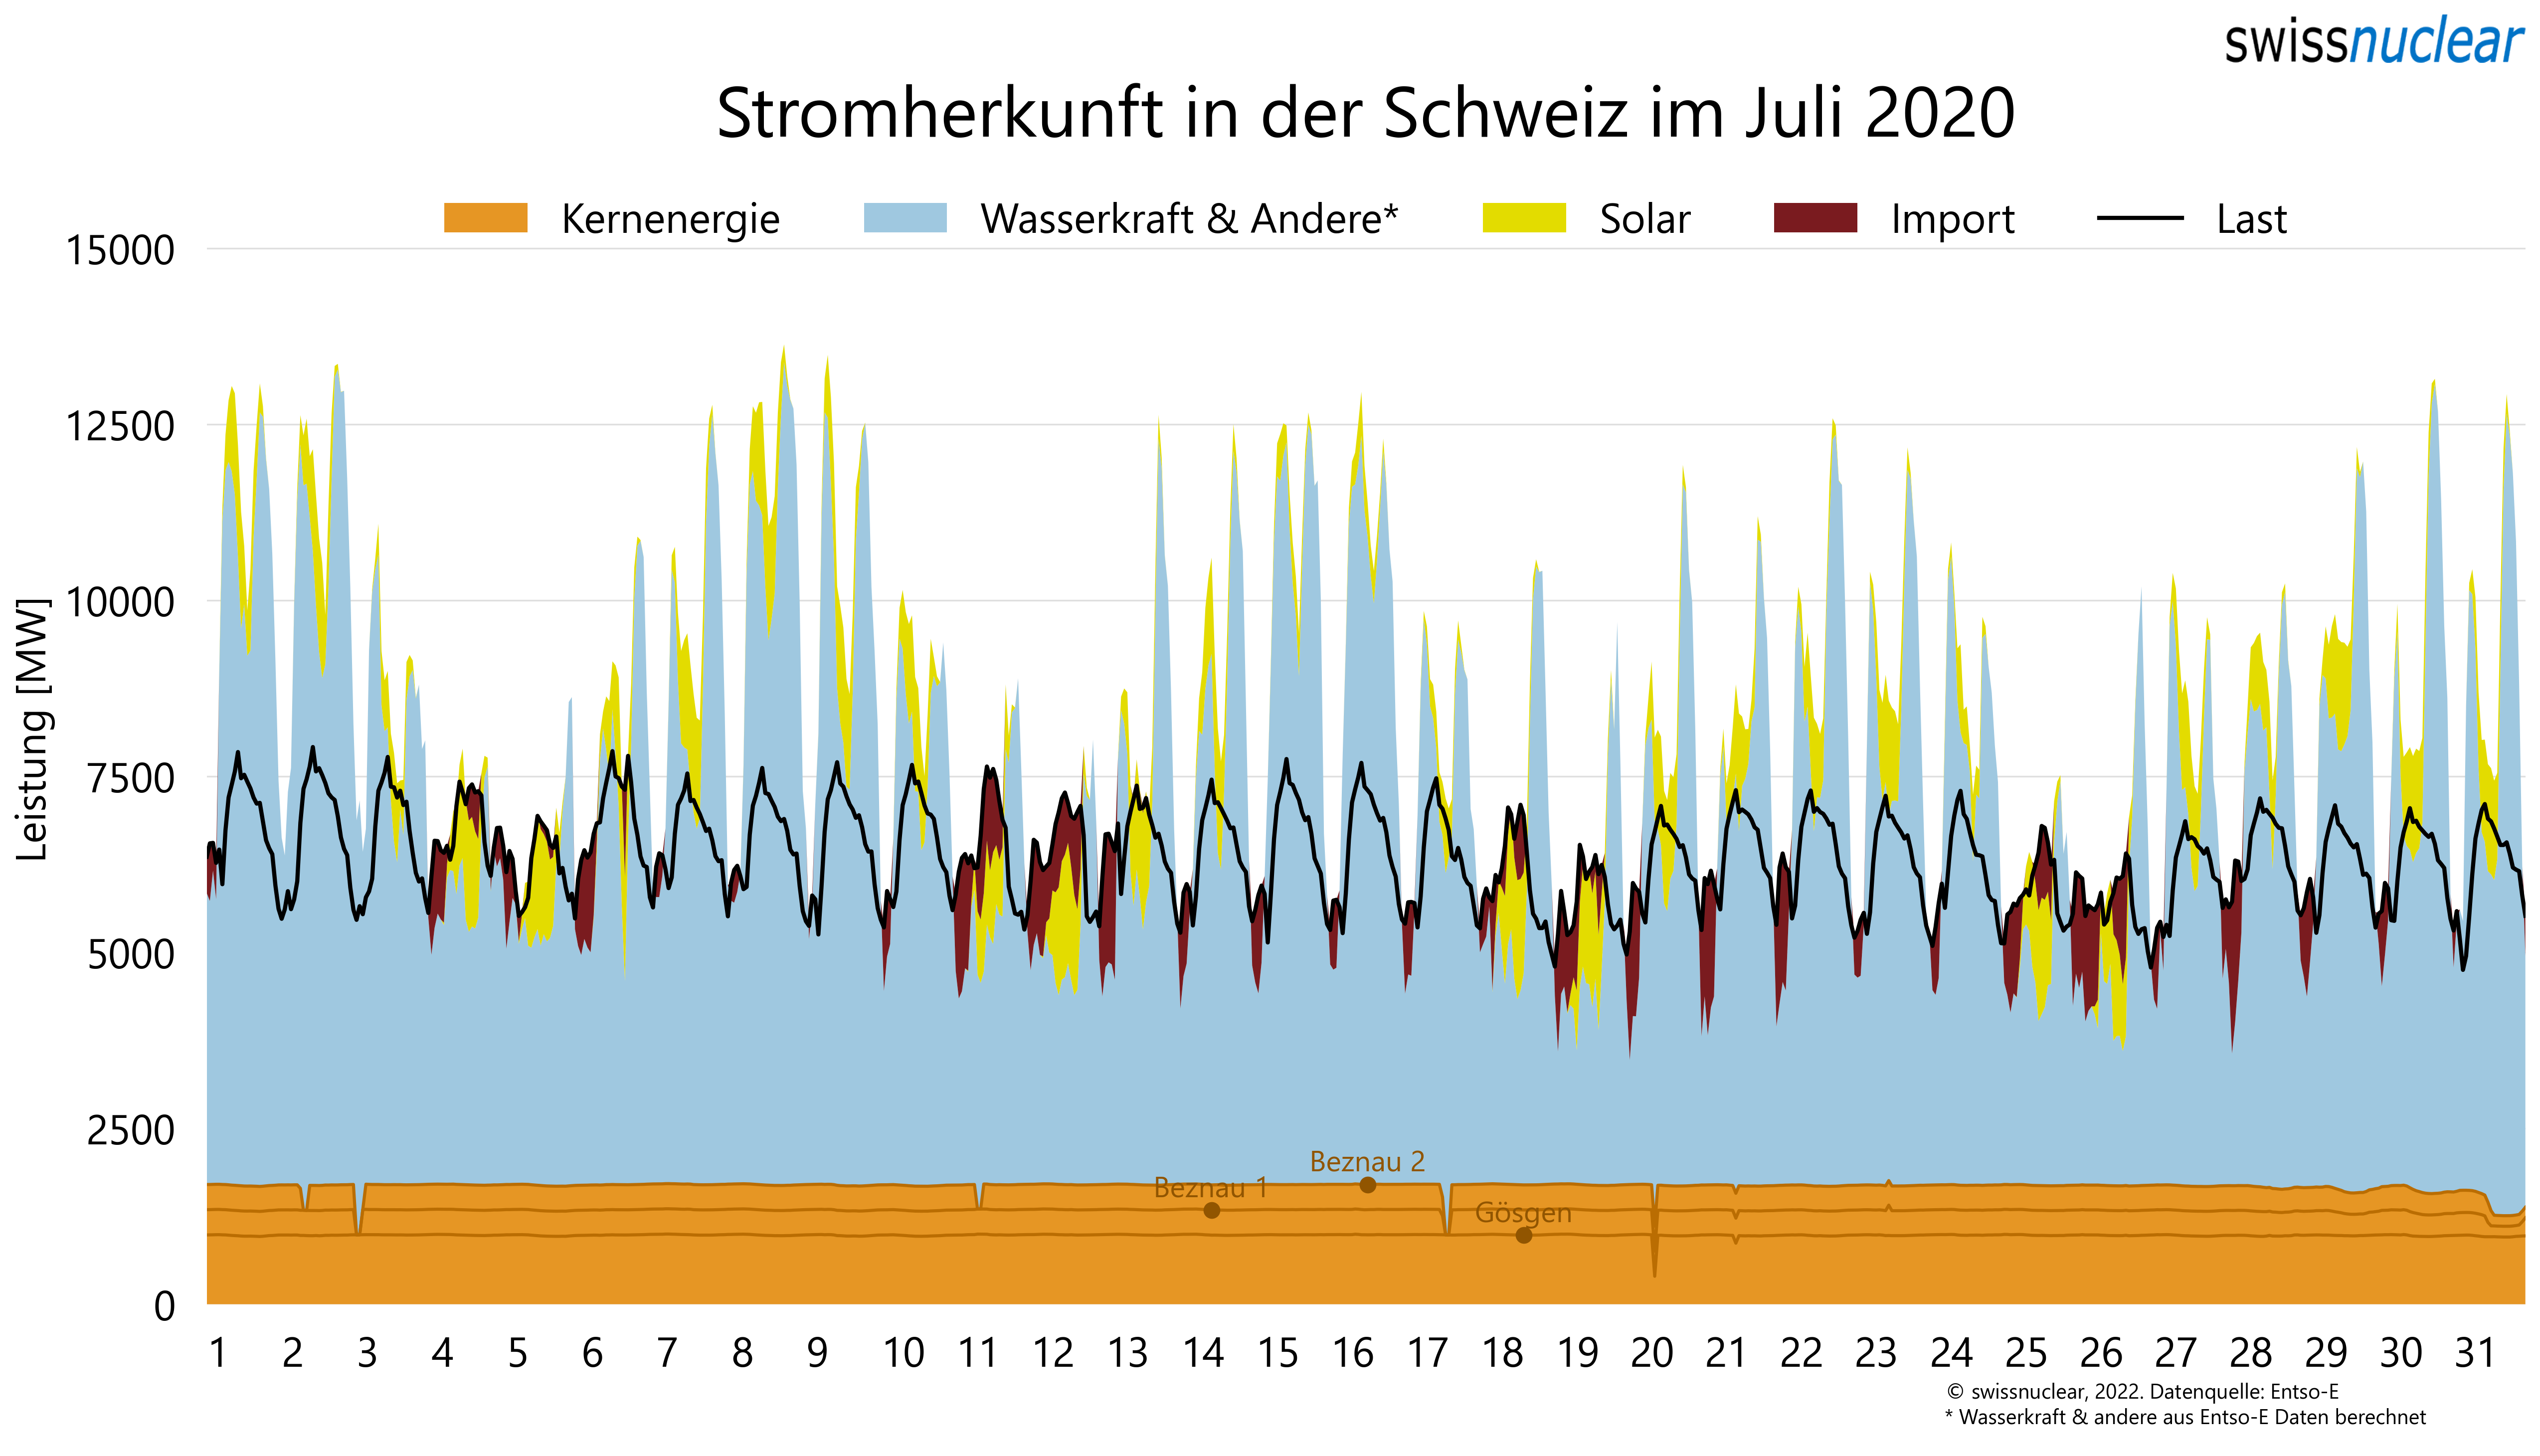 swissnuclear
Stromherkunft in der Schweiz im Juli 2020
Kernenergie Wasserkraft & Andere* Solar Import Last
Leistung [MW]
15000
12500
10000
7500
5000
2500
0
Beznau 2
Beznau 1
Gösgen
1 2 3 4 5 6 7 8 9 10 11 12 13 14 15 16 17 18 19 20 21 22 23 24 25 26 27 28 29 30 31
© swissnuclear, 2022. Datenquelle: Entso-E
* Wasserkraft & andere aus Entso-E Daten berechnet